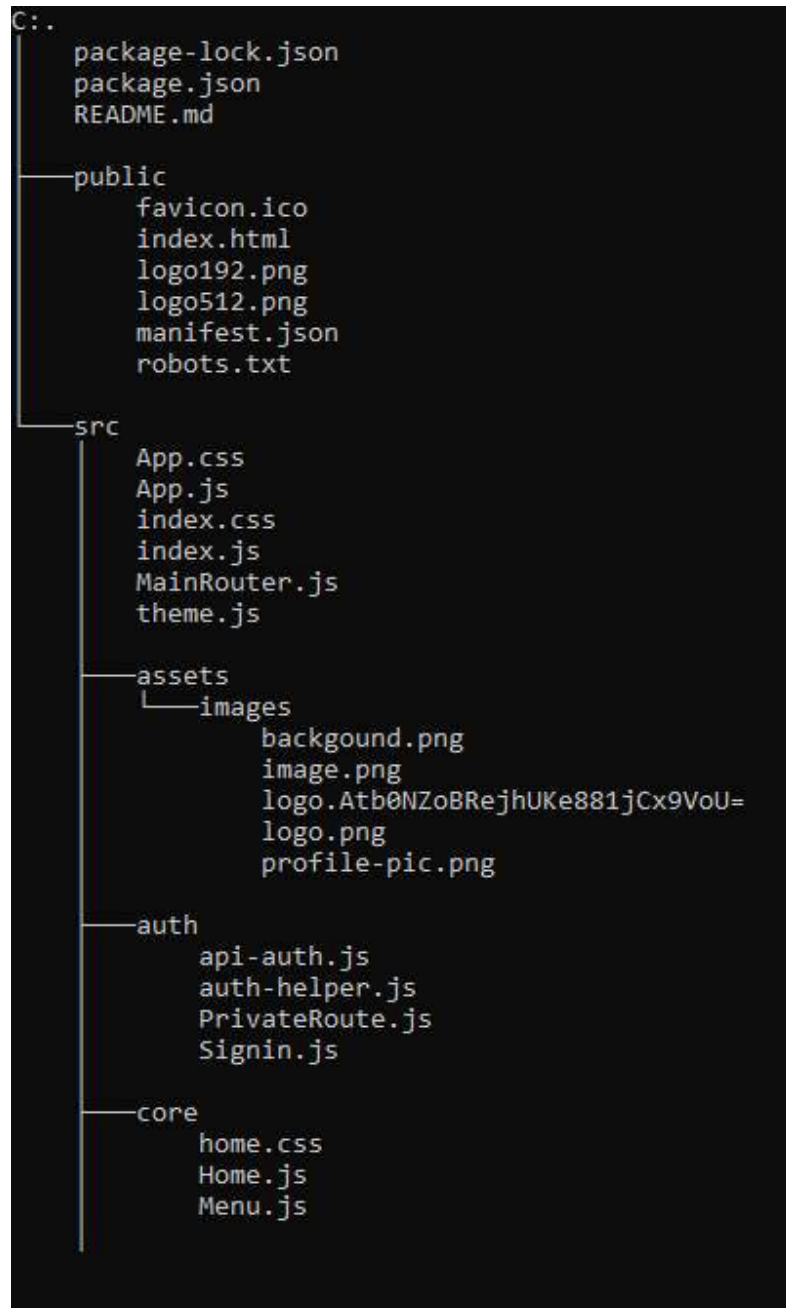 C:.
package-lock.json
package.json
README.md
public
favicon.ico
index.html
logo192.png
logo512.png
manifest.json
robots.txt
src
App.css
App.js
index.css
index.js
MainRouter.js
theme.js
assets
images
backgound.png
image.png
logo.Atb0NZoBRejhUKe881jCx9VoU=
logo.png
profile-pic.png
auth
api-auth.js
auth-helper.js
PrivateRoute.js
Signin.js
core
home.css
Home.js
Menu.js